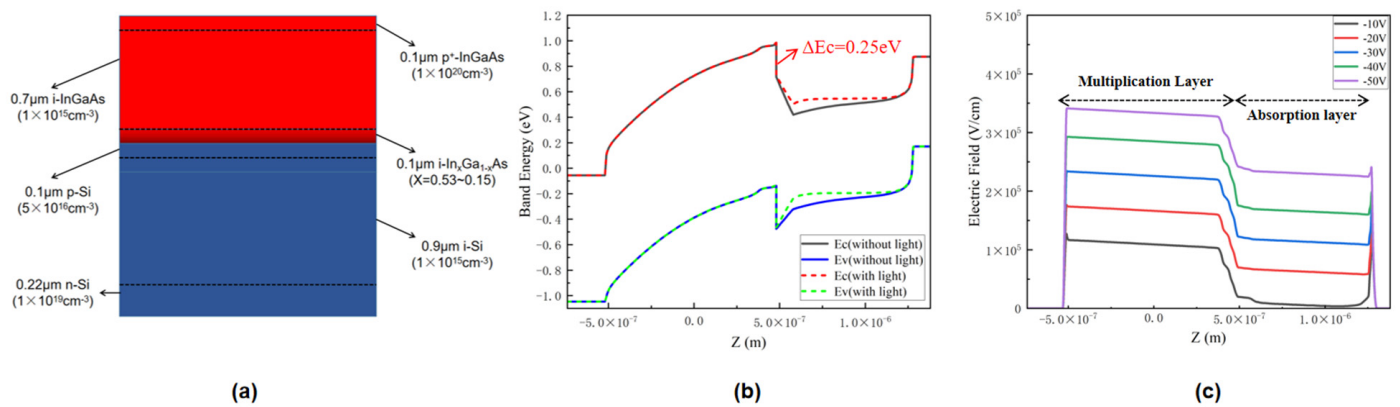 (a)
0.1μm p⁺-InGaAs
(1×10²⁰cm⁻³)
0.7μm i-InGaAs
(1×10¹⁵cm⁻³)
0.1μm i-InₓGa₁₋ₓAs
(X=0.53~0.15)
0.1μm p-Si
(5×10¹⁶cm⁻³)
0.9μm i-Si
(1×10¹⁵cm⁻³)
0.22μm n-Si
(1×10¹⁹cm⁻³)
Band Energy (eV)
1.2
1.0
0.8
0.6
0.4
0.2
0.0
-0.2
-0.4
-0.6
-0.8
-1.0
ΔEc=0.25eV
Ec(without light)
Ev(without light)
Ec(with light)
Ev(with light)
-5.0×10⁻⁷
0.0
5.0×10⁻⁷
1.0×10⁻⁶
Z (m)
(b)
Electric Field (V/cm)
5×10⁵
4×10⁵
3×10⁵
2×10⁵
1×10⁵
0
-10V
-20V
-30V
-40V
-50V
Multiplication Layer
Absorption layer
-5.0×10⁻⁷
0.0
5.0×10⁻⁷
1.0×10⁻⁶
Z (m)
(c)